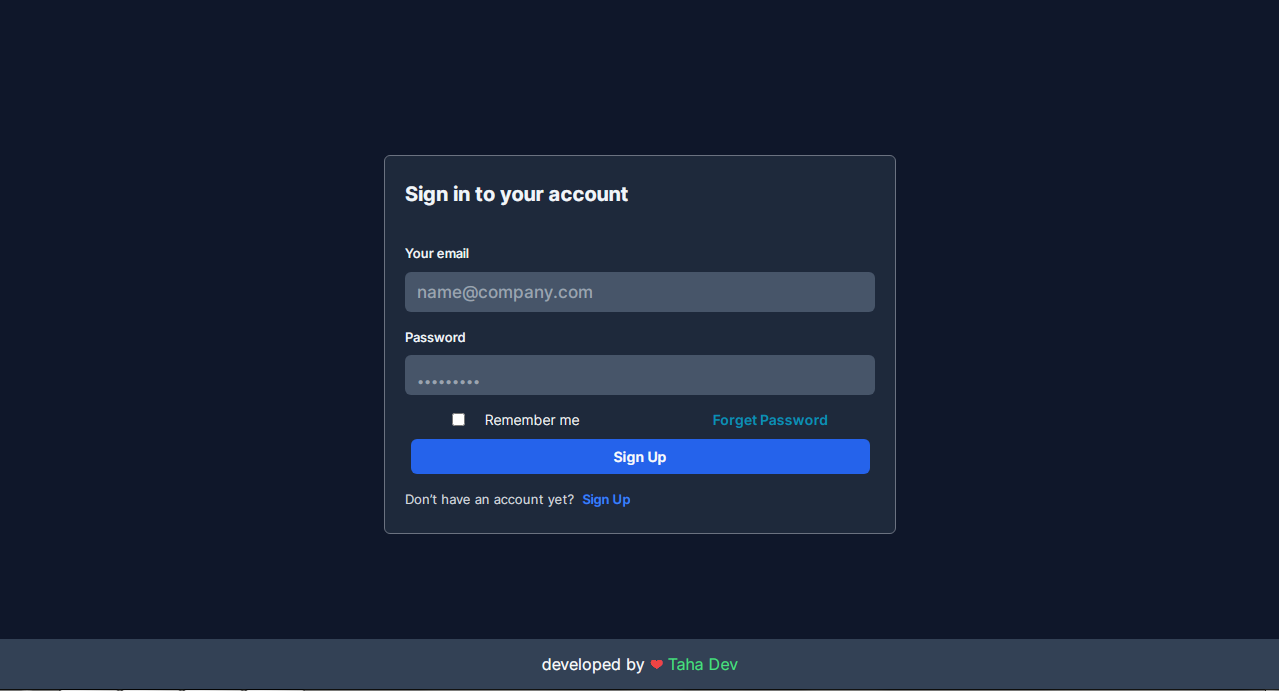 Sign in to your account
Your email
name@company.com
Password
•••••••••
Remember me Forget Password
Sign Up
Don't have an account yet? Sign Up
developed by ❤ Taha Dev